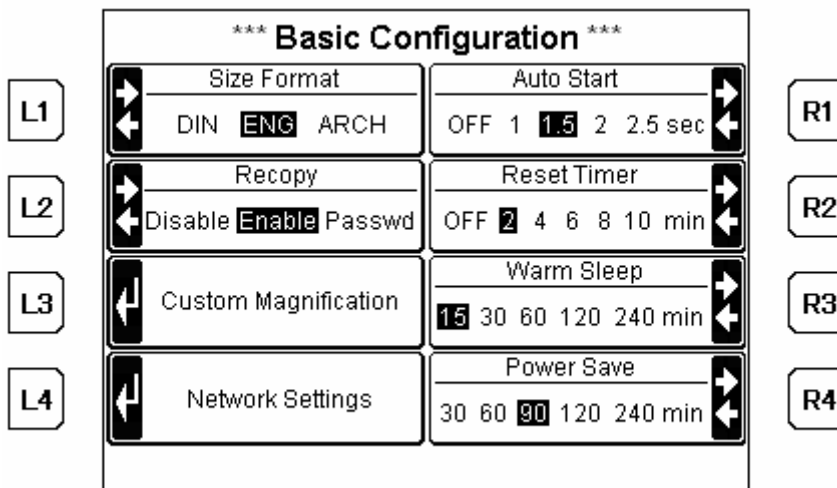 *** Basic Configuration ***
Size Format
Auto Start
L1
DIN ENG ARCH
OFF 1 1.5 2 2.5 sec
R1
Recopy
Reset Timer
L2
Disable Enable Passwd
OFF 2 4 6 8 10 min
R2
Warm Sleep
L3
Custom Magnification
15 30 60 120 240 min
R3
Power Save
L4
Network Settings
30 60 90 120 240 min
R4